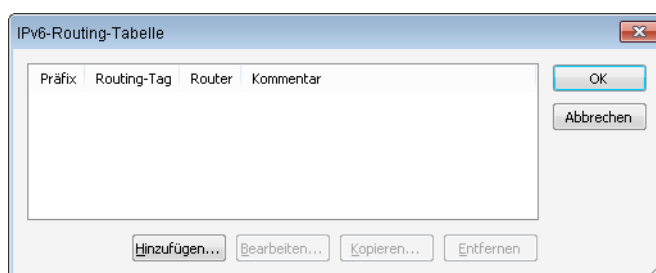 IPv6-Routing-Tabelle
Präfix Routing-Tag Router Kommentar
OK
Abbrechen
Hinzufügen... Bearbeiten... Kopieren... Entfernen